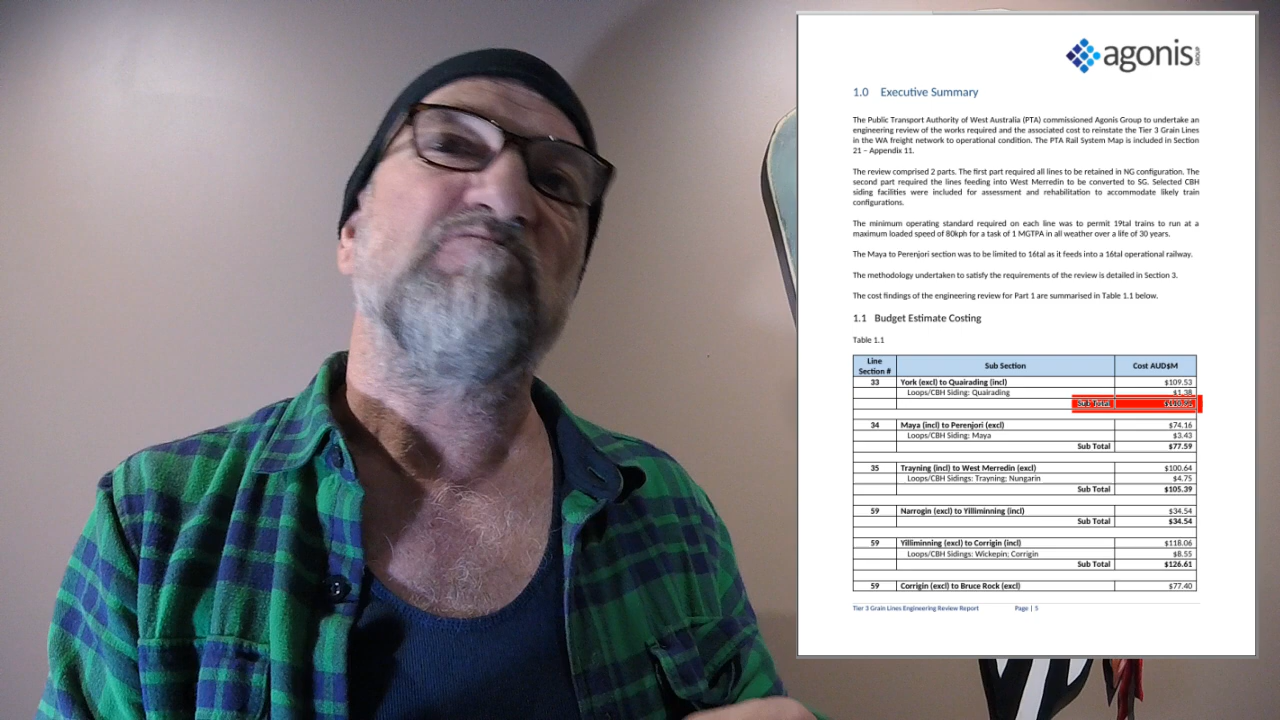 agonis GROUP
1.0 Executive Summary
The Public Transport Authority of West Australia (PTA) commissioned Agonis Group to undertake an
engineering review of the works required and the associated cost to reinstate the Tier 3 Grain Lines
in the WA freight network to operational condition. The PTA Rail System Map is included in Section
21 – Appendix 11.
The review comprised 2 parts. The first part required all lines to be retained in NG configuration. The
second part required the lines feeding into West Merredin to be converted to SG. Selected CBH
siding facilities were included for assessment and rehabilitation to accommodate likely train
configurations.
The minimum operating standard required on each line was to permit 19tal trains to run at a
maximum loaded speed of 80kph for a task of 1 MGTPA in all weather over a life of 30 years.
The Maya to Perenjori section was to be limited to 16tal as it feeds into a 16tal operational railway.
The methodology undertaken to satisfy the requirements of the review is detailed in Section 3.
The cost findings of the engineering review for Part 1 are summarised in Table 1.1 below.
1.1 Budget Estimate Costing
Table 1.1
Line Section # Sub Section Cost AUD$M
33 York (excl) to Quairading (incl) $109.53
Loops/CBH Siding: Quairading $1.38
Sub Total $110.91
34 Maya (incl) to Perenjori (excl) $74.16
Loops/CBH Siding: Maya $3.43
Sub Total $77.59
35 Trayning (incl) to West Merredin (excl) $100.64
Loops/CBH Sidings: Trayning; Nungarin $4.75
Sub Total $105.39
59 Narrogin (excl) to Yilliminning (incl) $34.54
Sub Total $34.54
59 Yilliminning (excl) to Corrigin (incl) $118.06
Loops/CBH Sidings: Wickepin; Corrigin $8.55
Sub Total $126.61
59 Corrigin (excl) to Bruce Rock (excl) $77.40
Tier 3 Grain Lines Engineering Review Report Page | 5